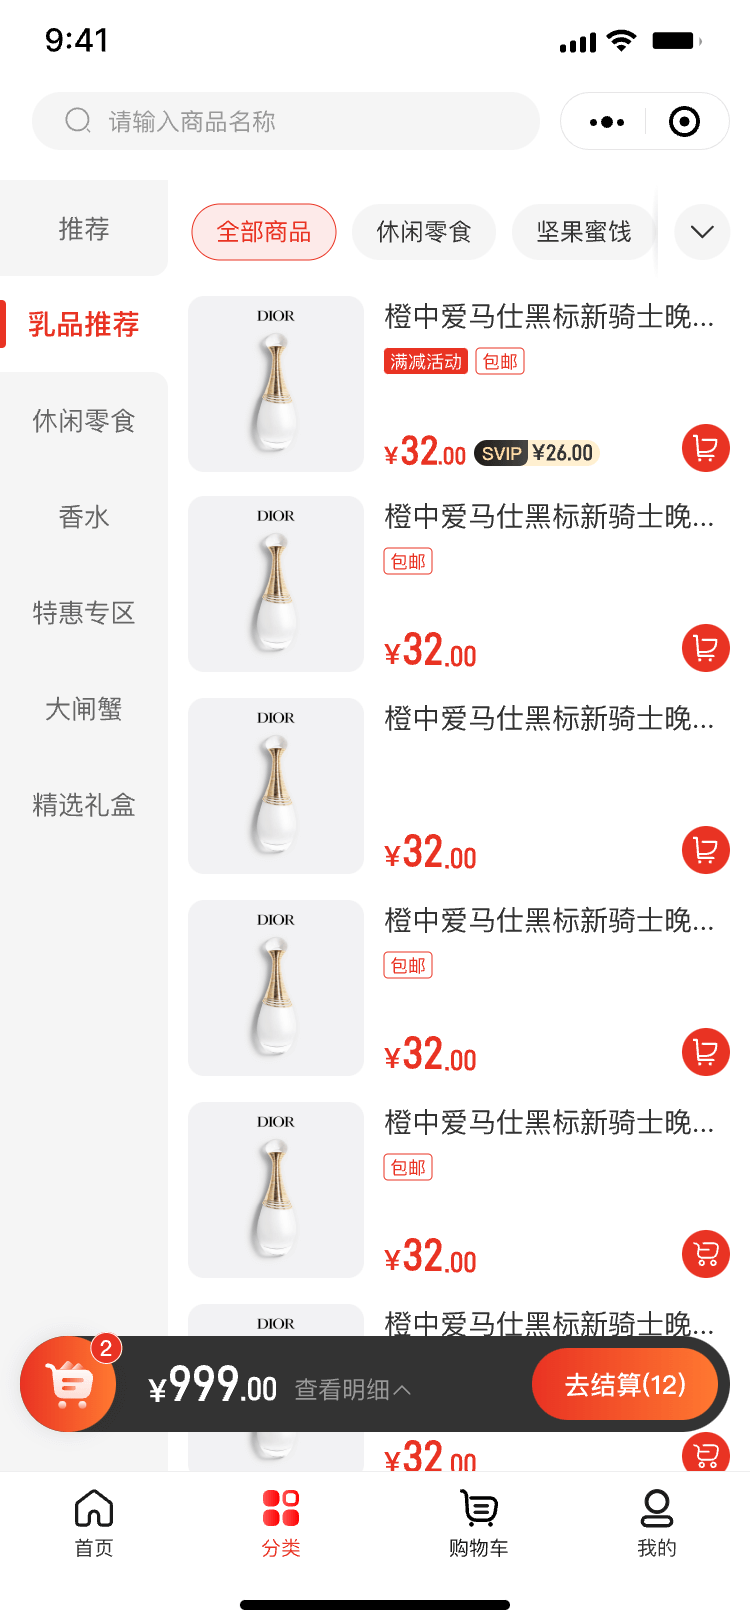 9:41
请输入商品名称
推荐
乳品推荐
休闲零食
香水
特惠专区
大闸蟹
精选礼盒
全部商品 休闲零食 坚果蜜饯
DIOR
橙中爱马仕黑标新骑士晚...
满减活动 包邮
¥32.00 SVIP ¥26.00
DIOR
橙中爱马仕黑标新骑士晚...
包邮
¥32.00
DIOR
橙中爱马仕黑标新骑士晚...
¥32.00
DIOR
橙中爱马仕黑标新骑士晚...
包邮
¥32.00
DIOR
橙中爱马仕黑标新骑士晚...
包邮
¥32.00
DIOR
橙中爱马仕黑标新骑士晚...
2
¥999.00 查看明细 去结算(12)
¥32.00
首页 分类 购物车 我的